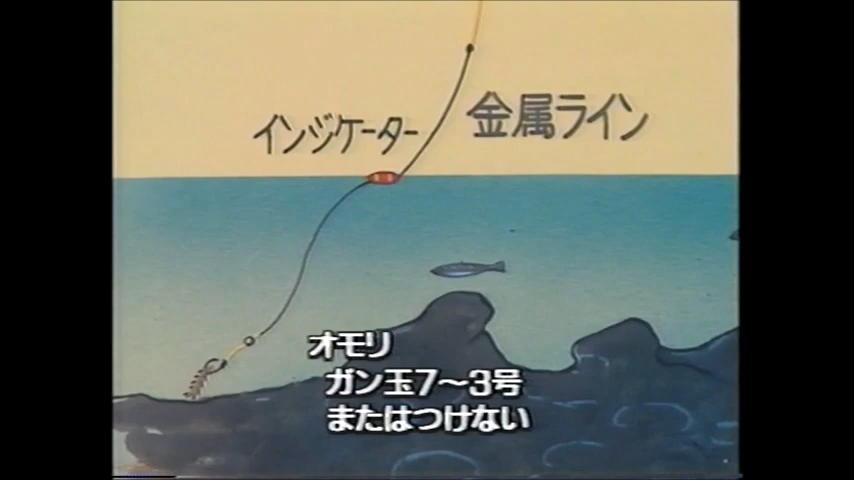 インジケーター
金属ライン
オモリ
ガン玉7〜3号
またはつけない